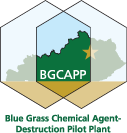 BGCAPP
Blue Grass Chemical Agent-
Destruction Pilot Plant